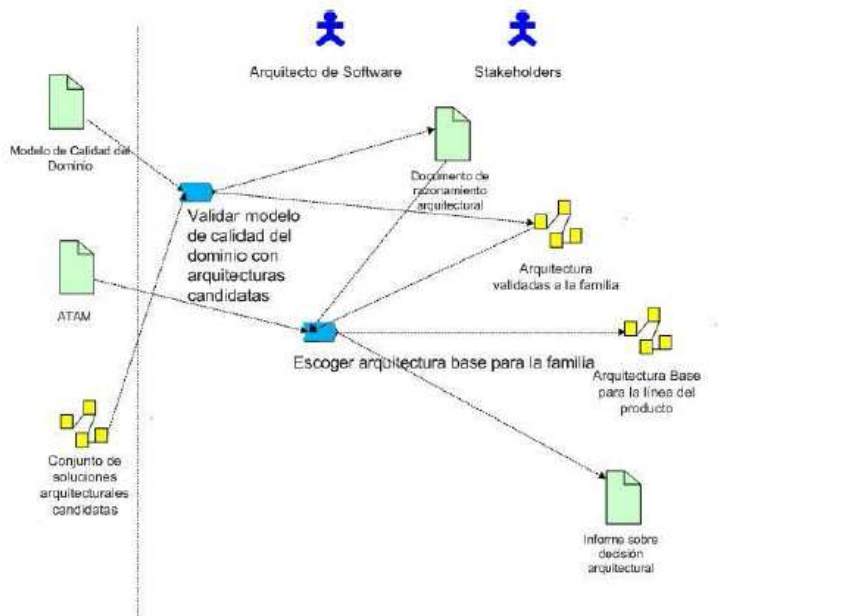 Arquitecto de Software
Stakeholders
Modelo de Calidad del
Dominio
Documento de
razonamiento
arquitectural
Validar modelo
de calidad del
dominio con
arquitecturas
candidatas
Arquitectura
validadas a la familia
ATAM
Escoger arquitectura base para la familia
Arquitectura Base
para la línea del
producto
Conjunto de
soluciones
arquitecturales
candidatas
Informe sobre
decisión
arquitectural